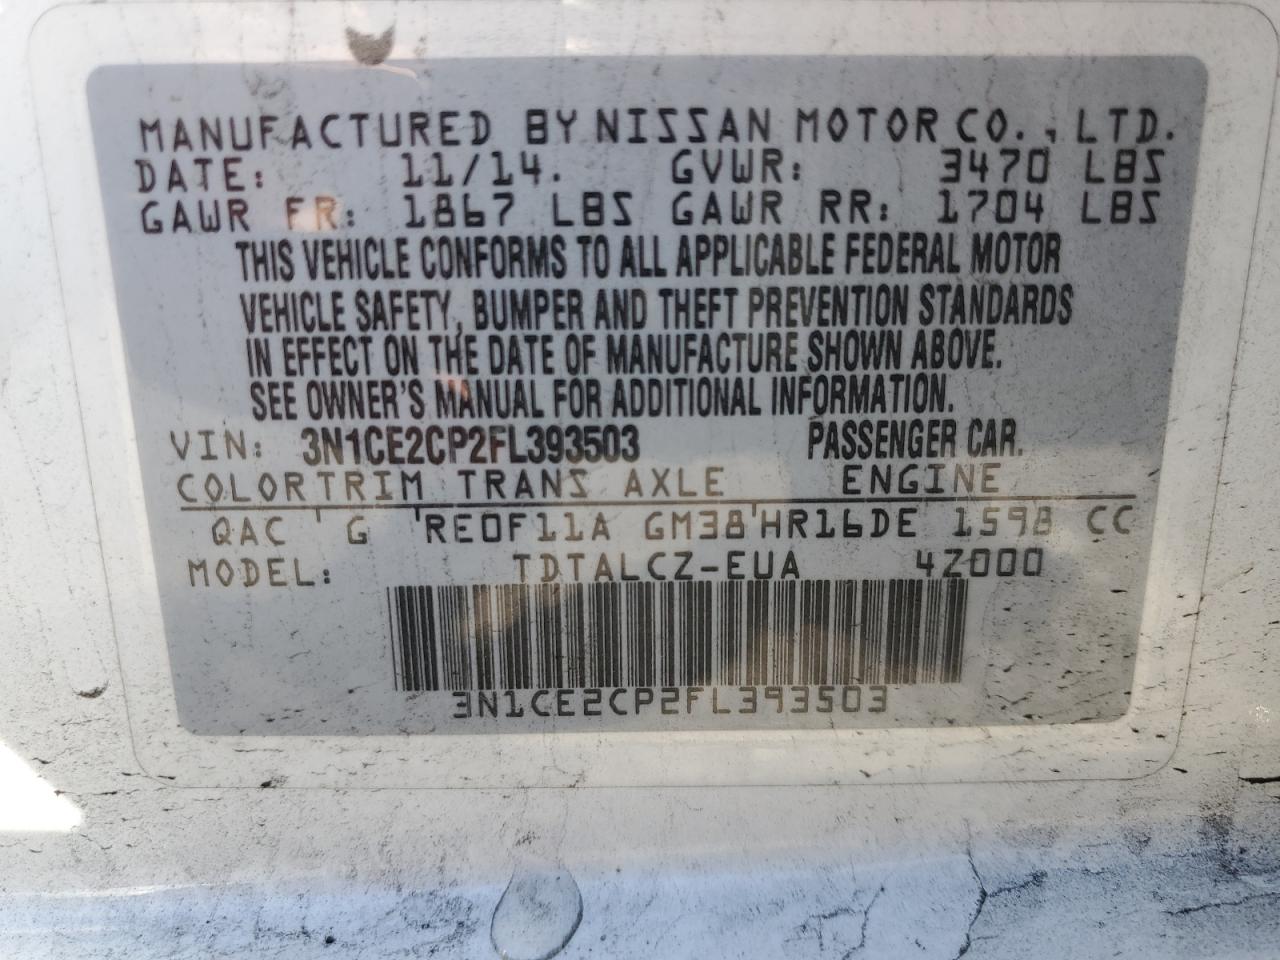 MANUFACTURED BY NISSAN MOTOR CO., LTD.
DATE: 11/14. GVWR: 3470 LBS
GAWR FR: 1867 LBS GAWR RR: 1704 LBS
THIS VEHICLE CONFORMS TO ALL APPLICABLE FEDERAL MOTOR
VEHICLE SAFETY, BUMPER AND THEFT PREVENTION STANDARDS
IN EFFECT ON THE DATE OF MANUFACTURE SHOWN ABOVE.
SEE OWNER'S MANUAL FOR ADDITIONAL INFORMATION.
VIN: 3N1CE2CP2FL393503 PASSENGER CAR.
COLOR TRIM TRANS AXLE ENGINE
QAC G RE0F11A GM38 HR16DE 1598 CC
MODEL: TDTALCZ-EUA 4Z000
3N1CE2CP2FL393503